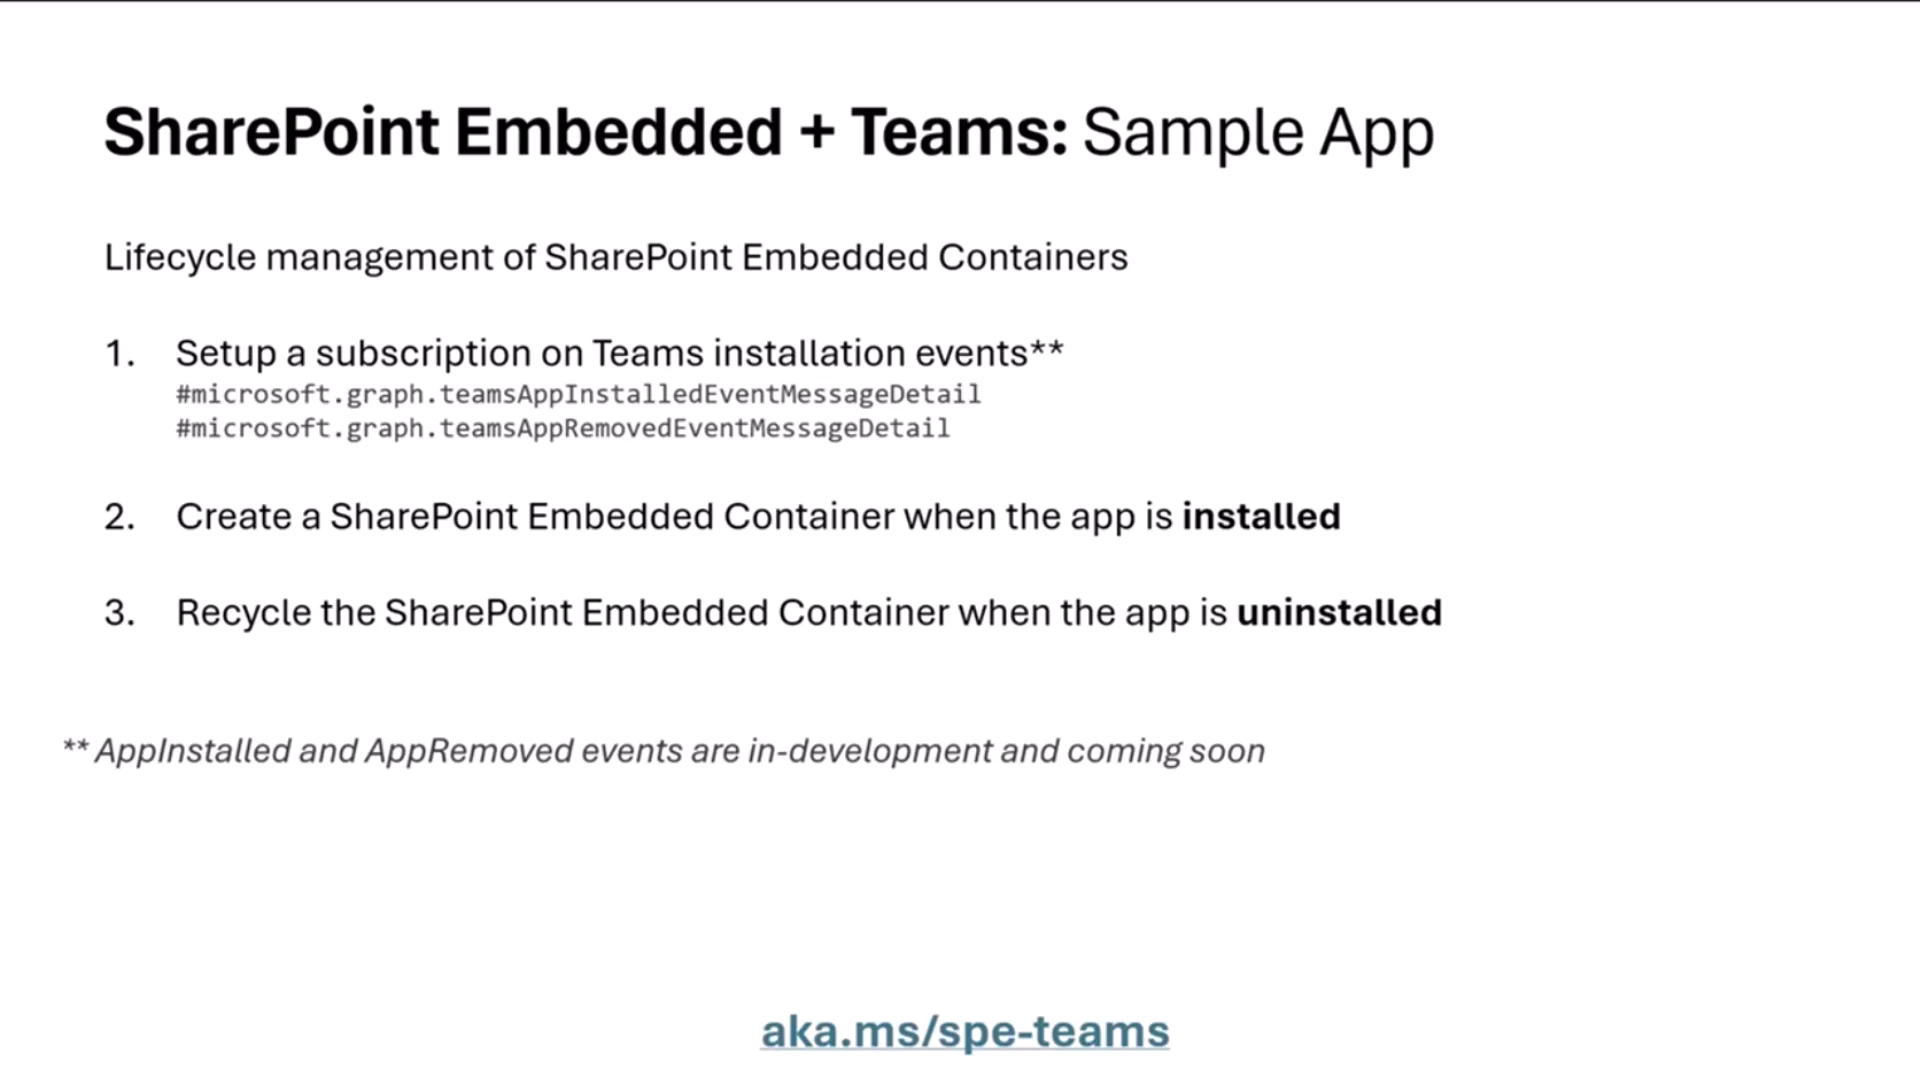 SharePoint Embedded + Teams: Sample App
Lifecycle management of SharePoint Embedded Containers
1. Setup a subscription on Teams installation events**
#microsoft.graph.teamsAppInstalledEventMessageDetail
#microsoft.graph.teamsAppRemovedEventMessageDetail
2. Create a SharePoint Embedded Container when the app is installed
3. Recycle the SharePoint Embedded Container when the app is uninstalled
** AppInstalled and AppRemoved events are in-development and coming soon
aka.ms/spe-teams